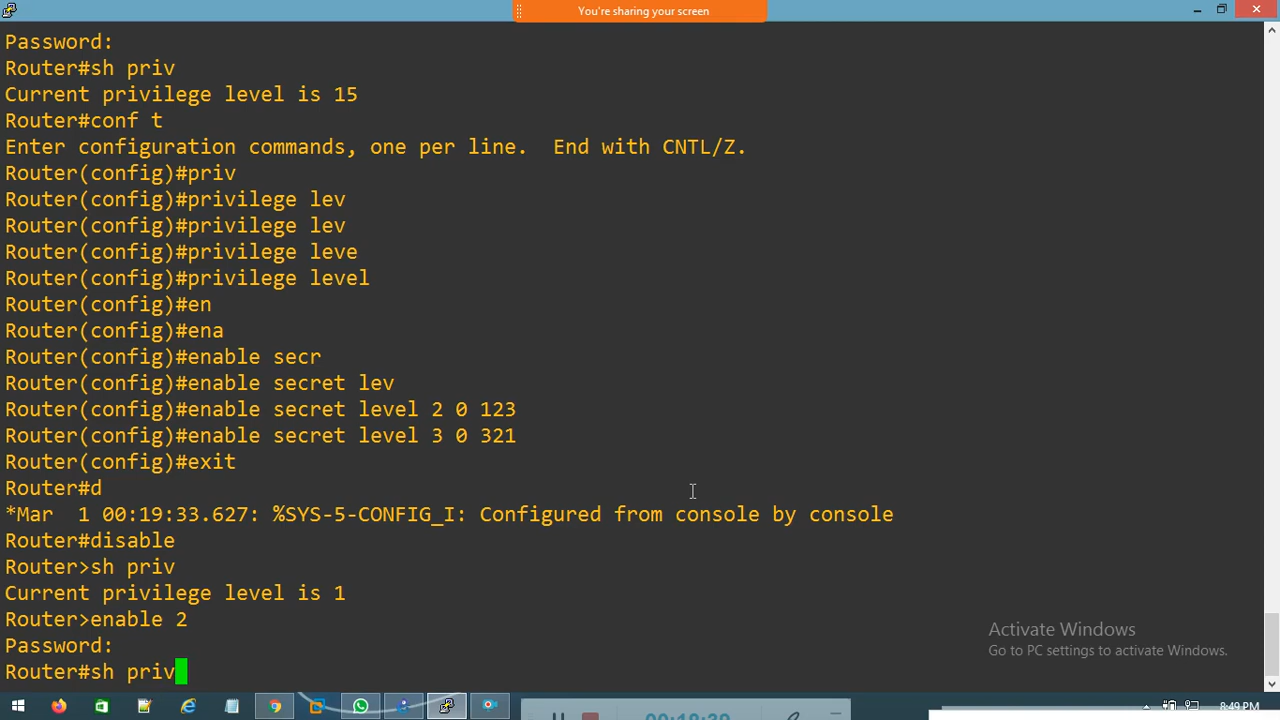 You're sharing your screen
Password:
Router#sh priv
Current privilege level is 15
Router#conf t
Enter configuration commands, one per line.  End with CNTL/Z.
Router(config)#priv
Router(config)#privilege lev
Router(config)#privilege lev
Router(config)#privilege leve
Router(config)#privilege level
Router(config)#en
Router(config)#ena
Router(config)#enable secr
Router(config)#enable secret lev
Router(config)#enable secret level 2 0 123
Router(config)#enable secret level 3 0 321
Router(config)#exit
Router#d
*Mar  1 00:19:33.627: %SYS-5-CONFIG_I: Configured from console by console
Router#disable
Router>sh priv
Current privilege level is 1
Router>enable 2
Password:
Router#sh priv
Activate Windows
Go to PC settings to activate Windows.
8:49 PM